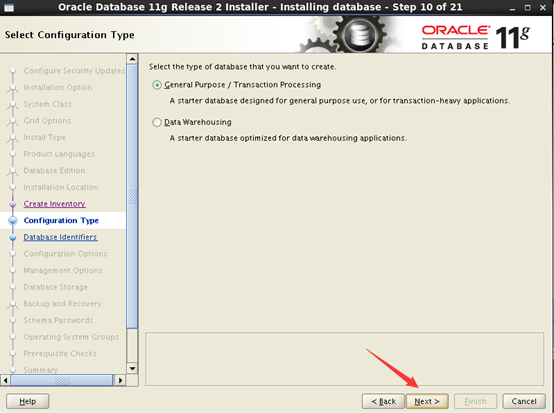 Oracle Database 11g Release 2 Installer - Installing database - Step 10 of 21
Select Configuration Type
ORACLE
DATABASE
11g
Configure Security Updates
Installation Option
System Class
Grid Options
Install Type
Product Languages
Database Edition
Installation Location
Create Inventory
Configuration Type
Database Identifiers
Configuration Options
Management Options
Database Storage
Backup and Recovery
Schema Passwords
Operating System Groups
Prerequisite Checks
Summary
Select the type of database that you want to create.
General Purpose / Transaction Processing
A starter database designed for general purpose use, or for transaction-heavy applications.
Data Warehousing
A starter database optimized for data warehousing applications.
Help
< Back
Next >
Finish
Cancel